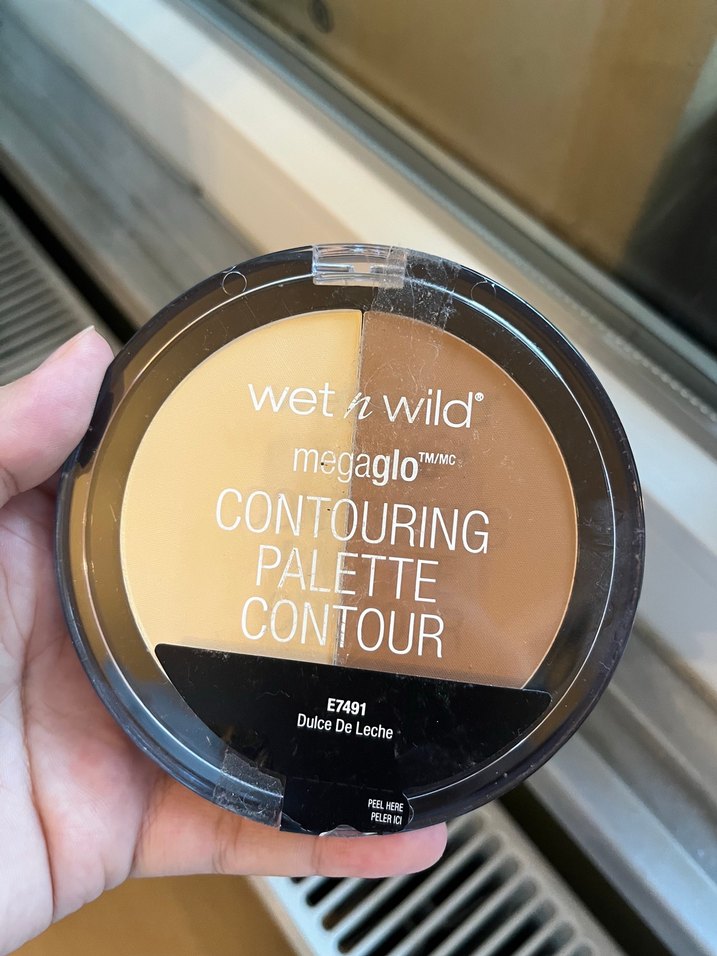 wet n wild®
megaglo™/MC
CONTOURING
PALETTE
CONTOUR
E7491
Dulce De Leche
PEEL HERE
PELER ICI